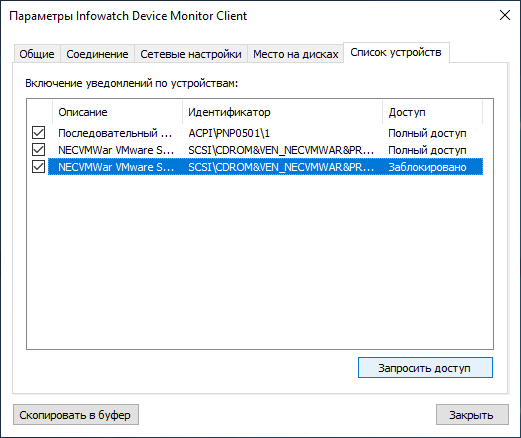 Параметры Infowatch Device Monitor Client
Общие Соединение Сетевые настройки Место на дисках Список устройств
Включение уведомлений по устройствам:
Описание Идентификатор Доступ
Последовательный ... ACPI\PNP0501\1 Полный доступ
NECVMWar VMware S... SCSI\CDROM&VEN_NECVMWAR&PR... Полный доступ
NECVMWar VMware S... SCSI\CDROM&VEN_NECVMWAR&PR... Заблокировано
Запросить доступ
Скопировать в буфер Закрыть